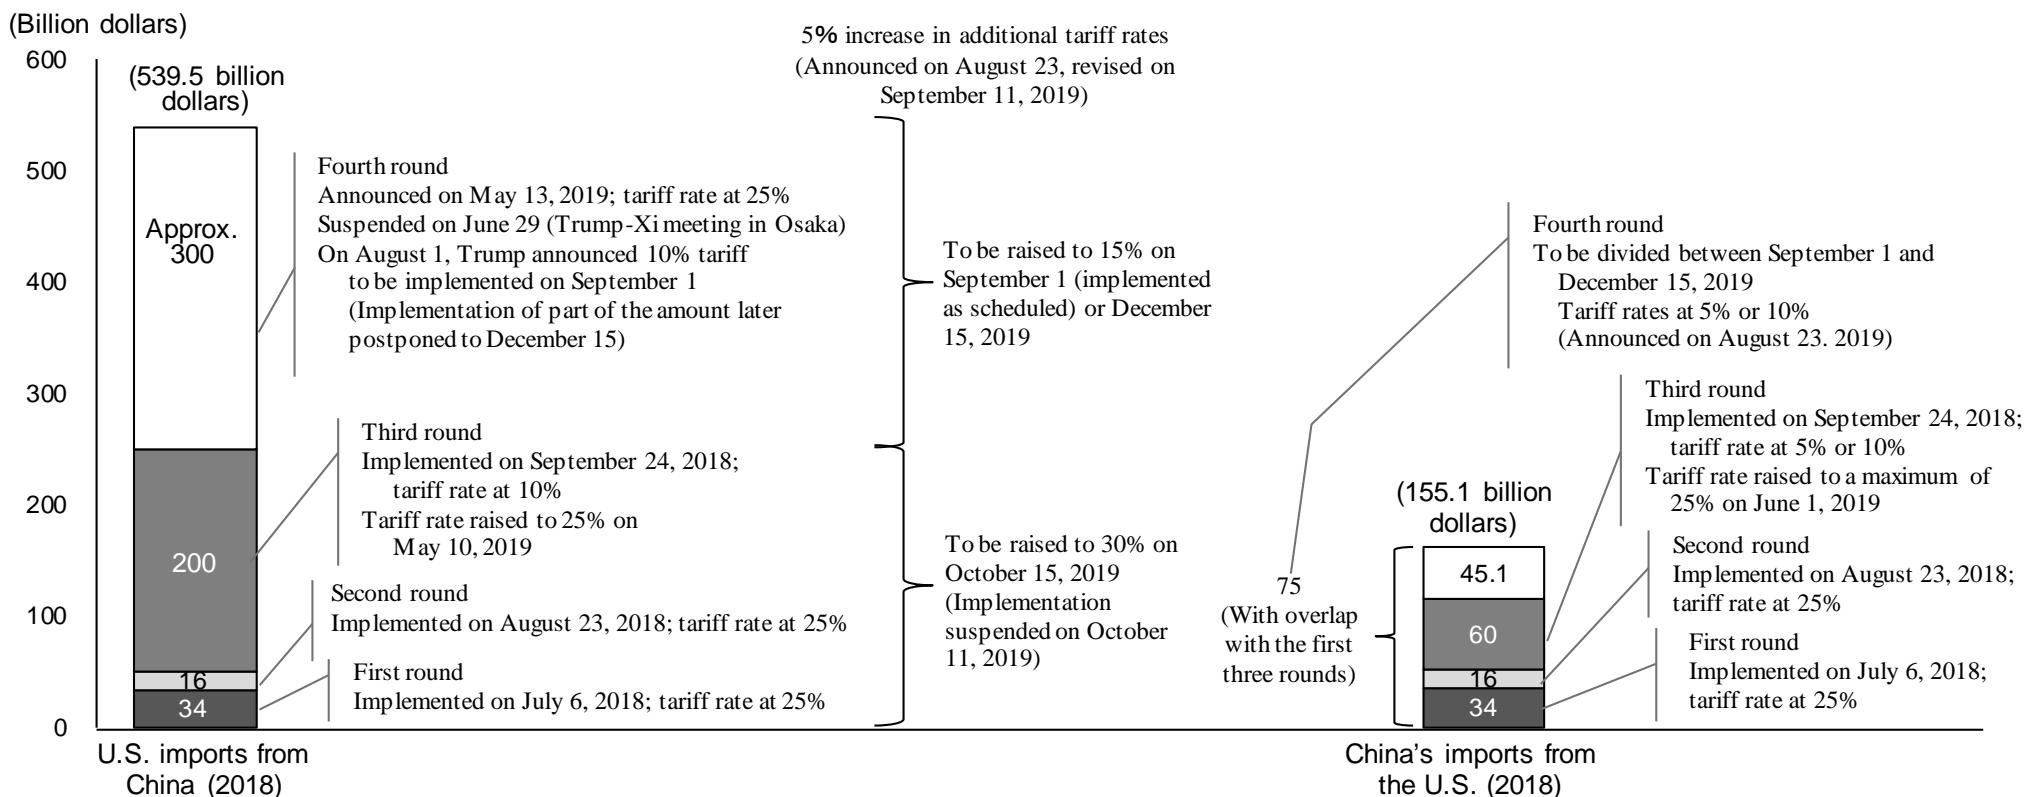 (Billion dollars)
600
500
400
300
200
100
0
(539.5 billion
dollars)
Approx.
300
200
16
34
U.S. imports from
China (2018)
Fourth round
Announced on May 13, 2019; tariff rate at 25%
Suspended on June 29 (Trump-Xi meeting in Osaka)
On August 1, Trump announced 10% tariff
to be implemented on September 1
(Implementation of part of the amount later
postponed to December 15)
Third round
Implemented on September 24, 2018;
tariff rate at 10%
Tariff rate raised to 25% on
May 10, 2019
Second round
Implemented on August 23, 2018; tariff rate at 25%
First round
Implemented on July 6, 2018; tariff rate at 25%
5% increase in additional tariff rates
(Announced on August 23, revised on
September 11, 2019)
To be raised to 15% on
September 1 (implemented
as scheduled) or December
15, 2019
To be raised to 30% on
October 15, 2019
(Implementation
suspended on October
11, 2019)
75
(With overlap
with the first
three rounds)
(155.1 billion
dollars)
45.1
60
16
34
China's imports from
the U.S. (2018)
Fourth round
To be divided between September 1 and
December 15, 2019
Tariff rates at 5% or 10%
(Announced on August 23. 2019)
Third round
Implemented on September 24, 2018;
tariff rate at 5% or 10%
Tariff rate raised to a maximum of
25% on June 1, 2019
Second round
Implemented on August 23, 2018;
tariff rate at 25%
First round
Implemented on July 6, 2018;
tariff rate at 25%